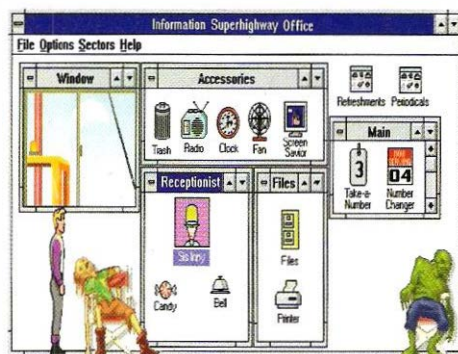 Information Superhighway Office
File Options Sectors Help
Window
Accessories
Trash
Radio
Clock
Fan
Screen
Savior
Refreshments
Periodicals
Main
3
Take-a-
Number
04
Number
Changer
Receptionist
Candy
Bell
Files
Files
Printer